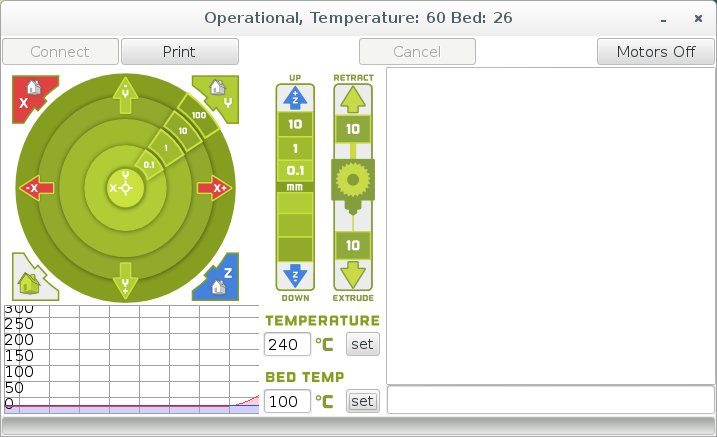 Operational, Temperature: 60 Bed: 26
Connect
Print
Cancel
Motors Off
X
-Y
Y
100
10
1
0.1
-X
Y
X
X+
Y+
Z
UP
+Z
10
1
0.1
mm
-Z
DOWN
RETRACT
10
10
EXTRUDE
300
250
200
150
100
50
0
TEMPERATURE
240 °C set
BED TEMP
100 °C set